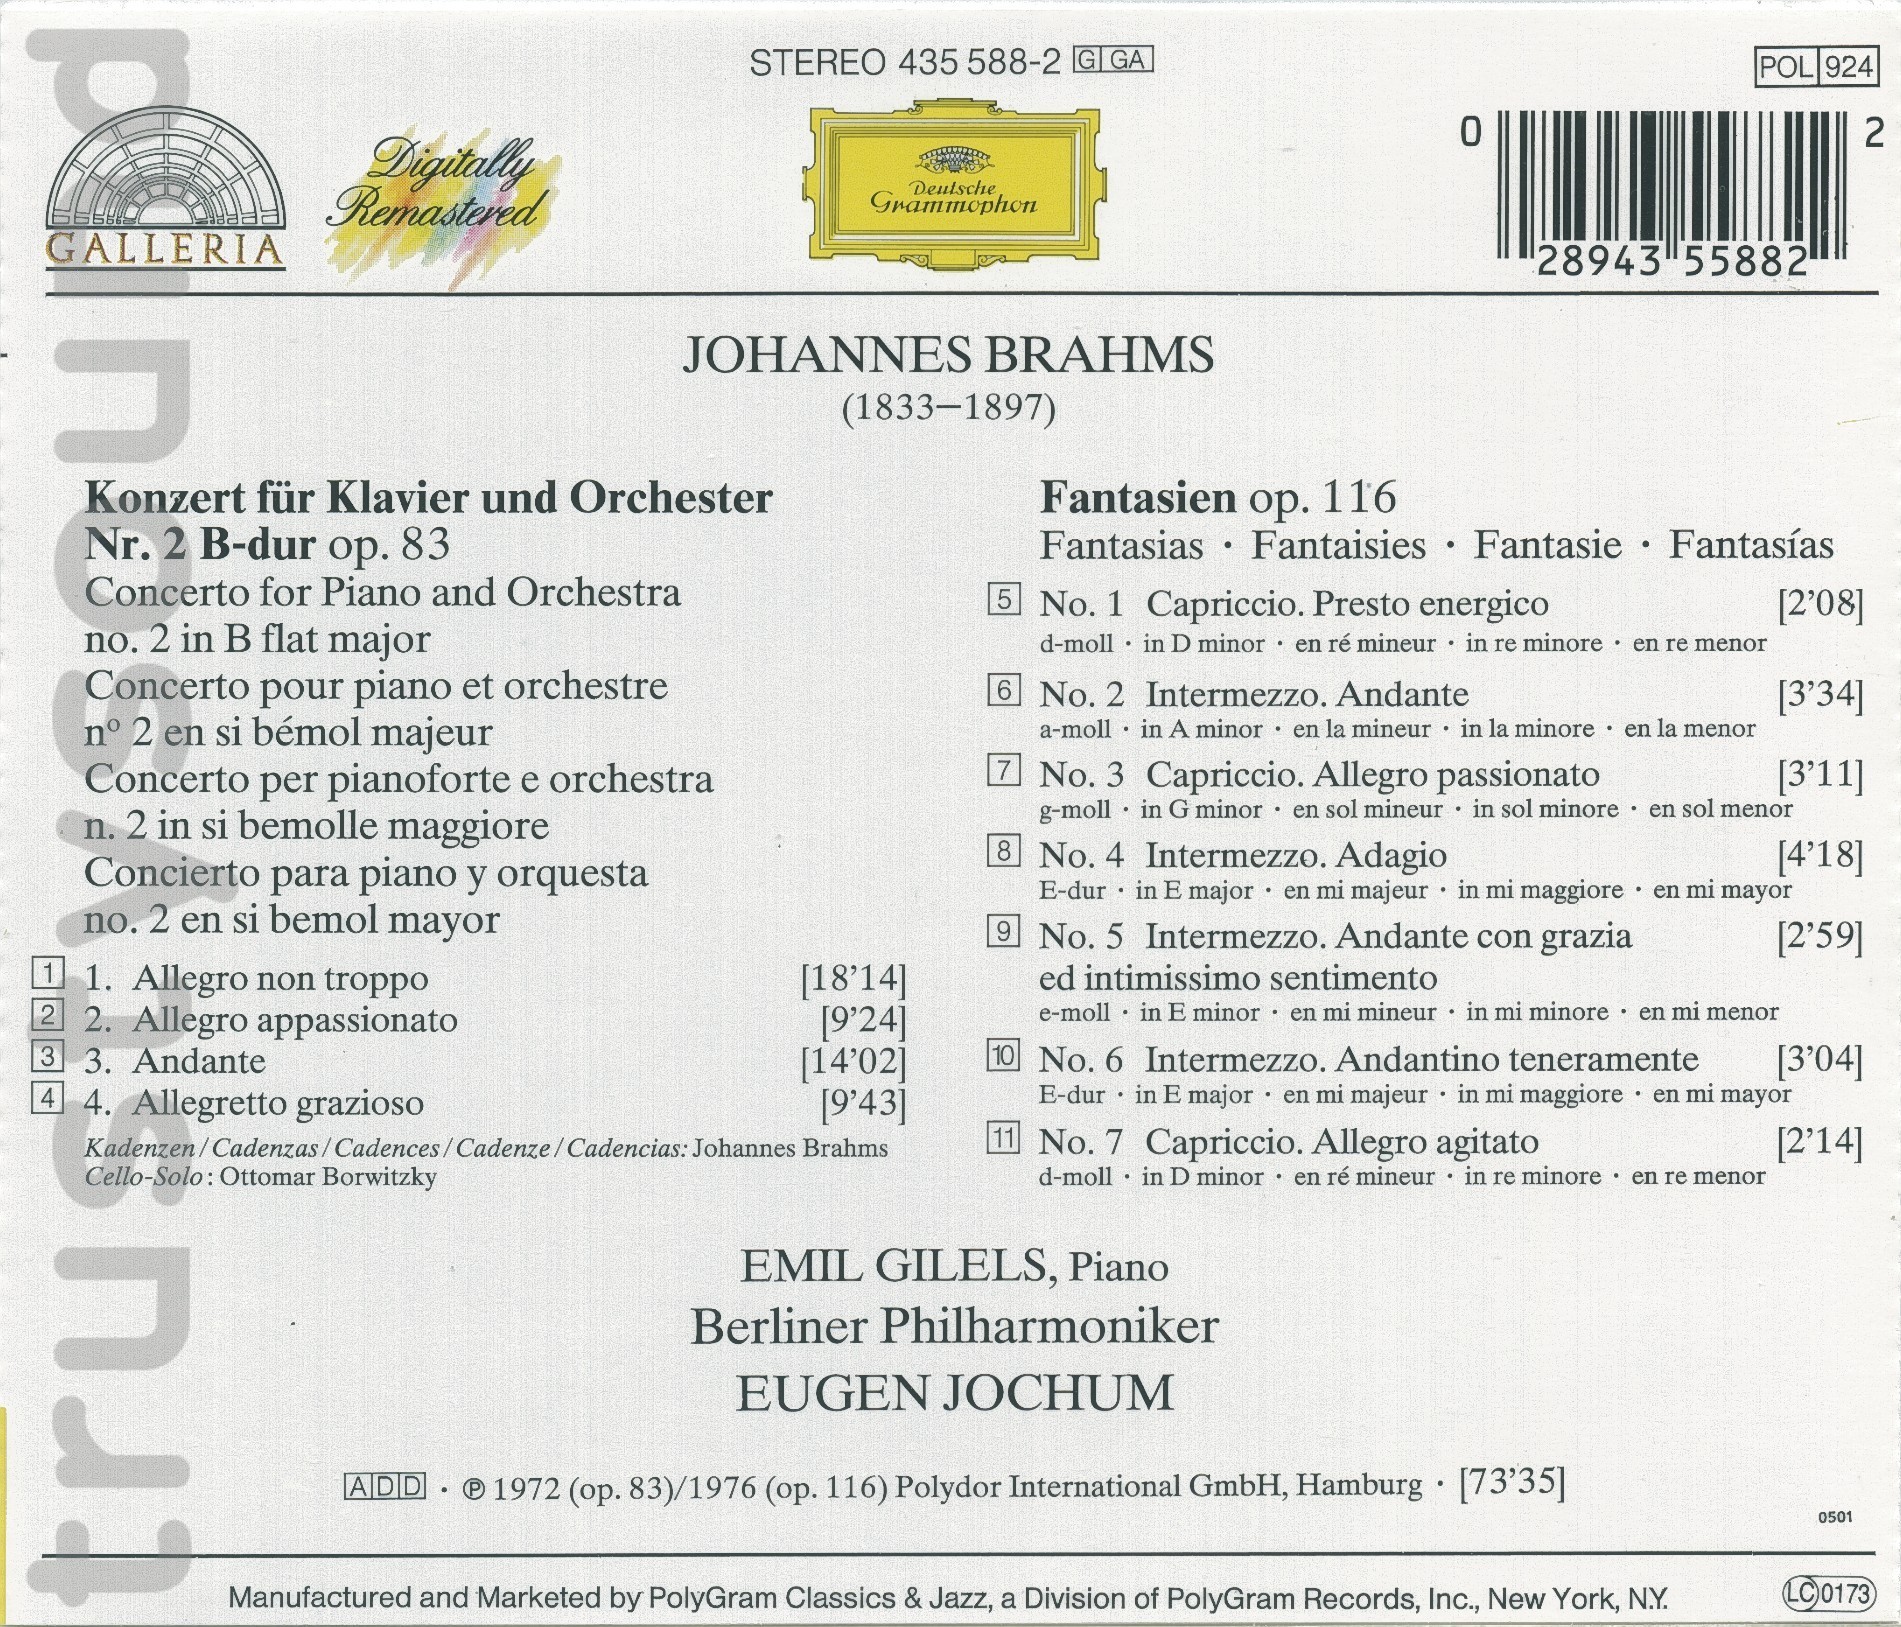 STEREO 435 588-2 G GA
POL 924
GALLERIA
Digitally
Remastered
Deutsche
Grammophon
0 28943 55882 2
JOHANNES BRAHMS
(1833–1897)
Konzert für Klavier und Orchester
Nr. 2 B-dur op. 83
Concerto for Piano and Orchestra
no. 2 in B flat major
Concerto pour piano et orchestre
nº 2 en si bémol majeur
Concerto per pianoforte e orchestra
n. 2 in si bemolle maggiore
Concierto para piano y orquesta
no. 2 en si bemol mayor
1 1. Allegro non troppo [18’14]
2 2. Allegro appassionato [9’24]
3 3. Andante [14’02]
4 4. Allegretto grazioso [9’43]
Kadenzen / Cadenzas / Cadences / Cadenze / Cadencias: Johannes Brahms
Cello-Solo: Ottomar Borwitzky
Fantasien op. 116
Fantasias · Fantaisies · Fantasie · Fantasías
5 No. 1 Capriccio. Presto energico [2’08]
d-moll · in D minor · en ré mineur · in re minore · en re menor
6 No. 2 Intermezzo. Andante [3’34]
a-moll · in A minor · en la mineur · in la minore · en la menor
7 No. 3 Capriccio. Allegro passionato [3’11]
g-moll · in G minor · en sol mineur · in sol minore · en sol menor
8 No. 4 Intermezzo. Adagio [4’18]
E-dur · in E major · en mi majeur · in mi maggiore · en mi mayor
9 No. 5 Intermezzo. Andante con grazia [2’59]
ed intimissimo sentimento
e-moll · in E minor · en mi mineur · in mi minore · en mi menor
10 No. 6 Intermezzo. Andantino teneramente [3’04]
E-dur · in E major · en mi majeur · in mi maggiore · en mi mayor
11 No. 7 Capriccio. Allegro agitato [2’14]
d-moll · in D minor · en ré mineur · in re minore · en re menor
EMIL GILELS, Piano
Berliner Philharmoniker
EUGEN JOCHUM
ADD · ℗ 1972 (op. 83)/1976 (op. 116) Polydor International GmbH, Hamburg · [73’35]
0501
Manufactured and Marketed by PolyGram Classics & Jazz, a Division of PolyGram Records, Inc., New York, N.Y.
LC 0173
trustysound